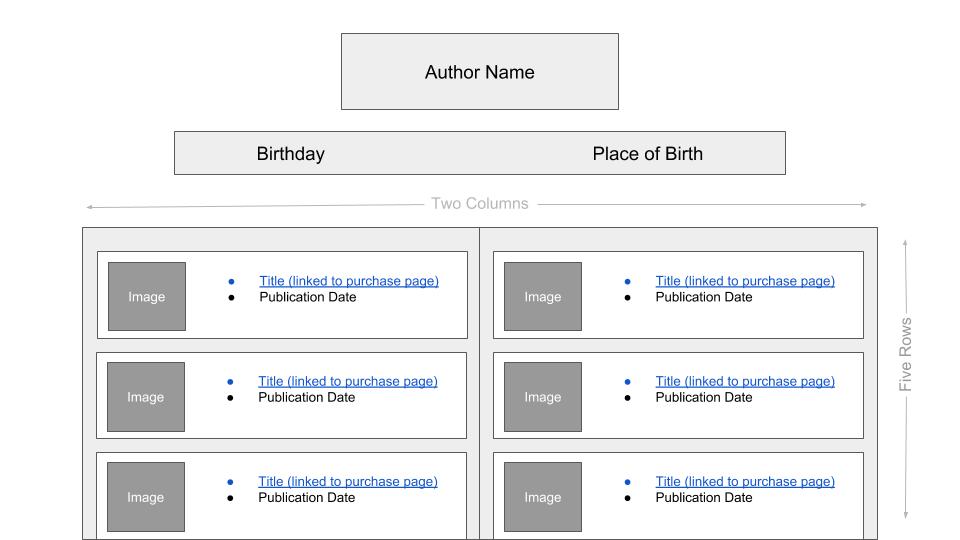 Author Name
Birthday Place of Birth
Two Columns
Image
● Title (linked to purchase page)
● Publication Date
Image
● Title (linked to purchase page)
● Publication Date
Five Rows
Image
● Title (linked to purchase page)
● Publication Date
Image
● Title (linked to purchase page)
● Publication Date
Image
● Title (linked to purchase page)
● Publication Date
Image
● Title (linked to purchase page)
● Publication Date